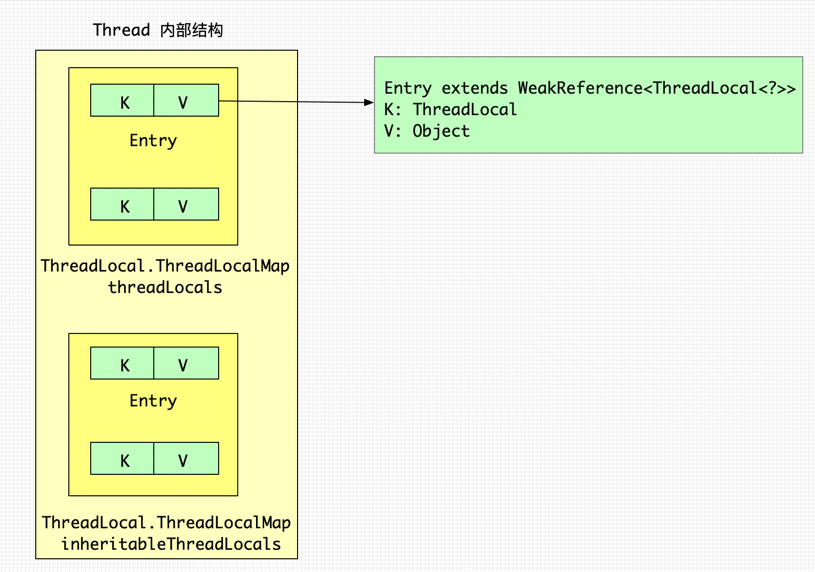 Thread 内部结构
K V
Entry
K V
ThreadLocal.ThreadLocalMap
threadLocals
Entry extends WeakReference<ThreadLocal<?>>
K: ThreadLocal
V: Object
K V
Entry
K V
ThreadLocal.ThreadLocalMap
inheritableThreadLocals